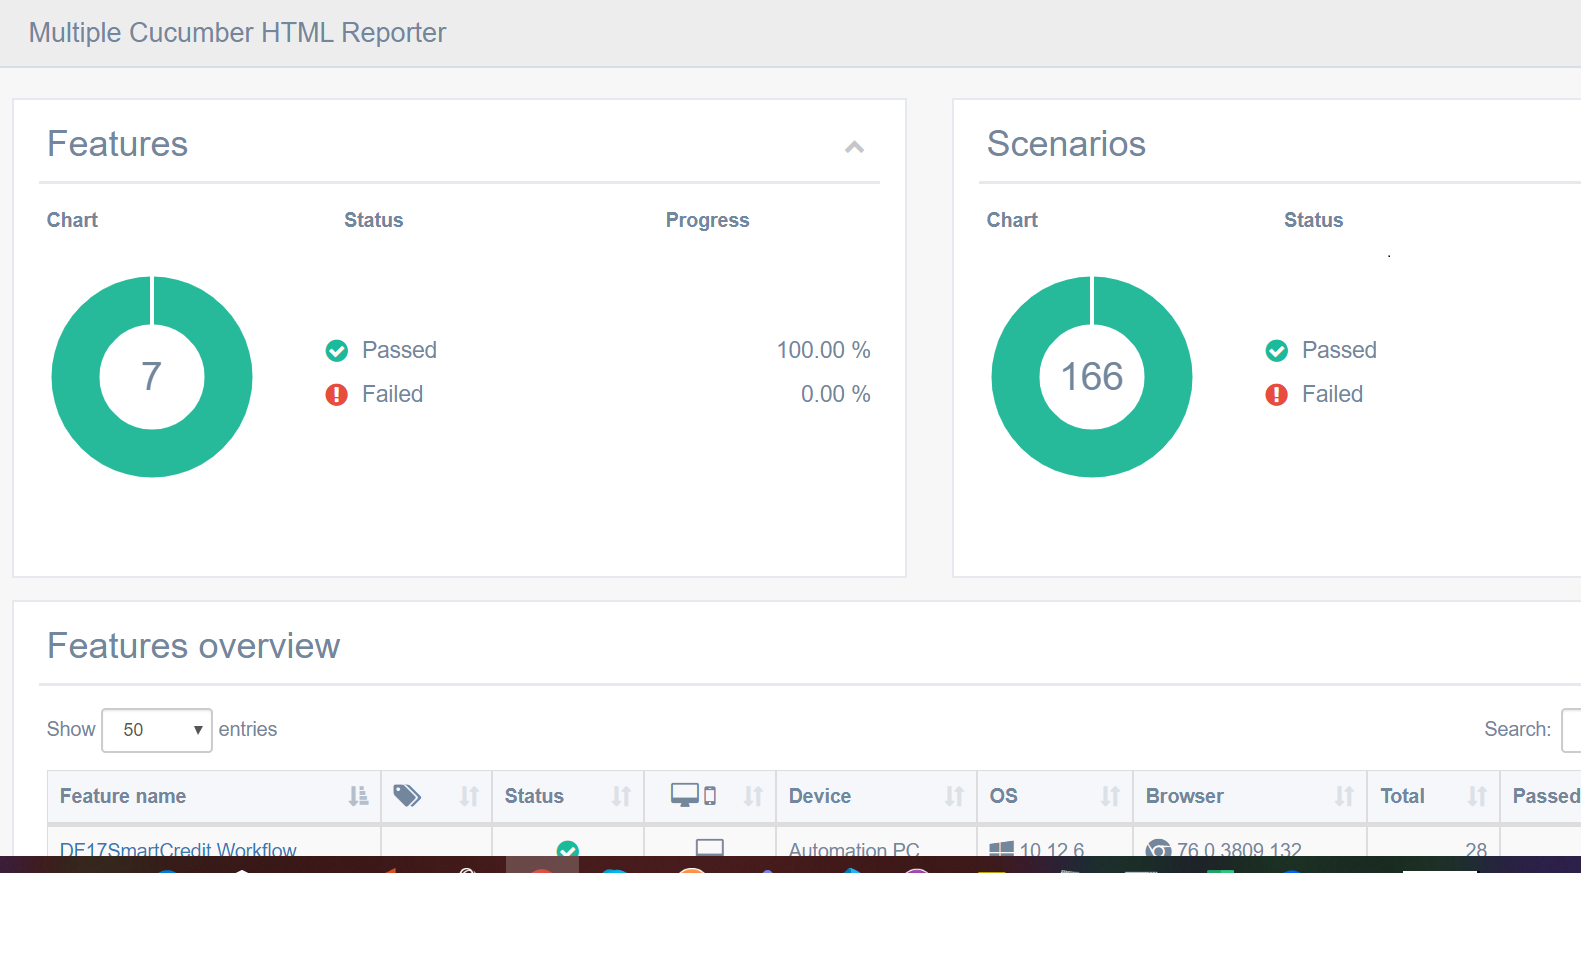 Multiple Cucumber HTML Reporter
Features
Chart Status Progress
7
Passed 100.00 %
Failed 0.00 %
Scenarios
Chart Status
166
Passed
Failed
Features overview
Show 50 entries
Search:
Feature name Status Device OS Browser Total Passed
DE17SmartCredit Workflow Automation PC 10.12.6 76.0.3809.132 28